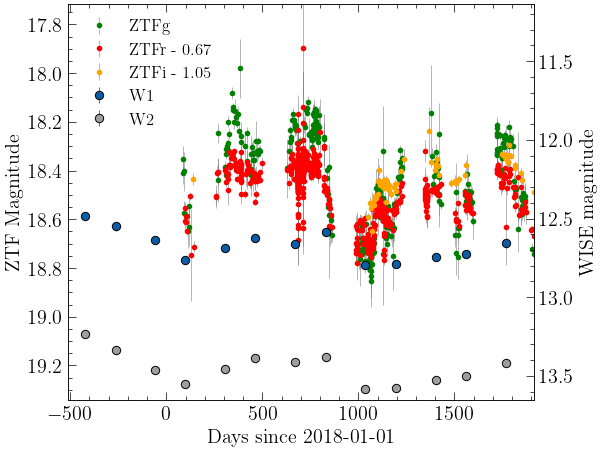 17.8
18.0
18.2
18.4
18.6
18.8
19.0
19.2
ZTF Magnitude
ZTFg
ZTFr - 0.67
ZTFi - 1.05
W1
W2
11.5
12.0
12.5
13.0
13.5
WISE magnitude
−500
0
500
1000
1500
Days since 2018-01-01